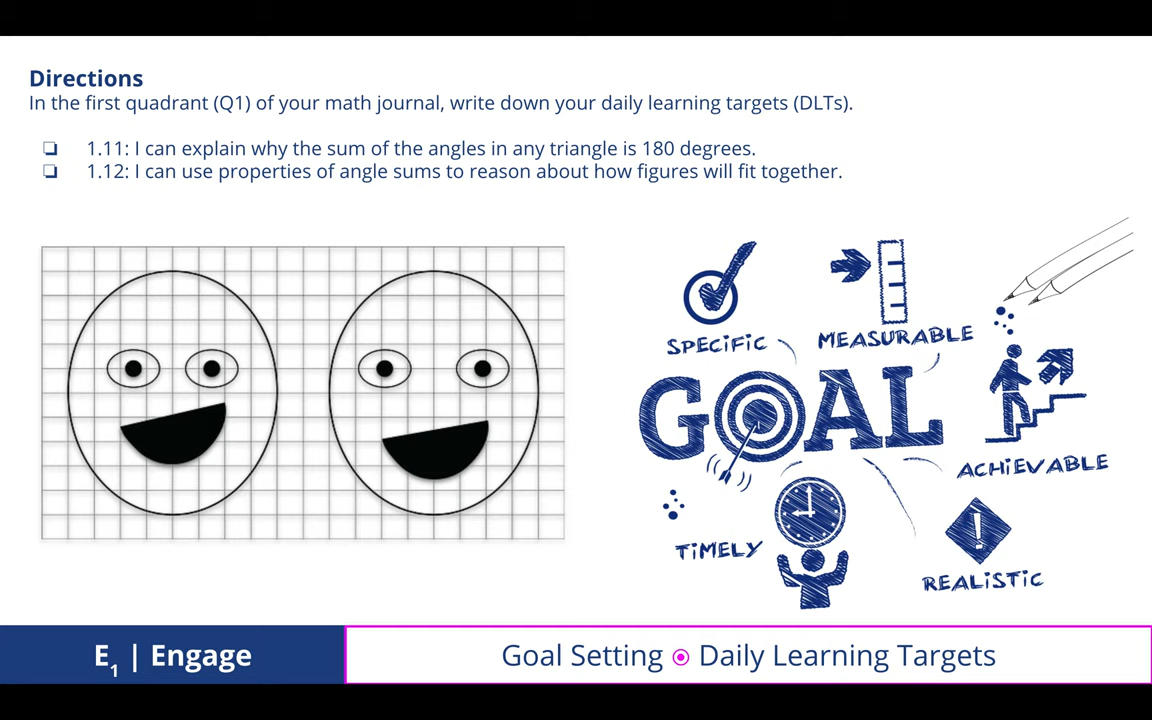 Directions
In the first quadrant (Q1) of your math journal, write down your daily learning targets (DLTs).
❏ 1.11: I can explain why the sum of the angles in any triangle is 180 degrees.
❏ 1.12: I can use properties of angle sums to reason about how figures will fit together.
SPECiFiC
MEASURABLE
GOAL
ACHiEVABLE
TiMELY
REALiSTiC
E1 | Engage
Goal Setting ⦿ Daily Learning Targets